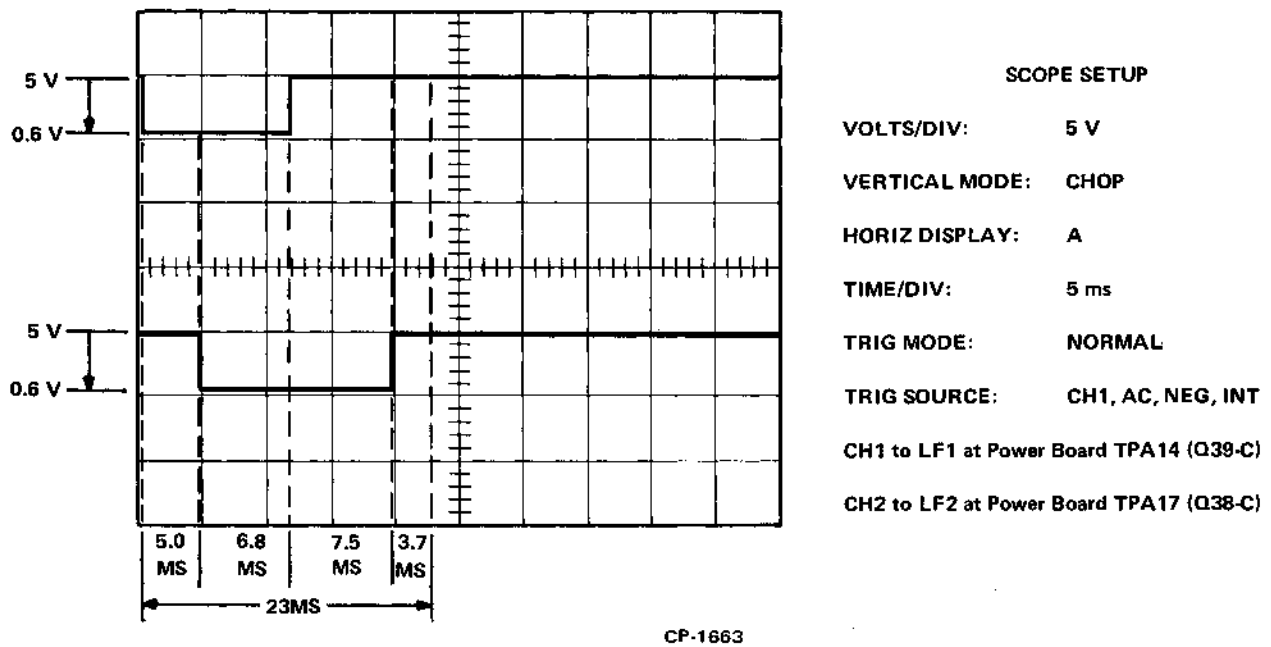 5 V
0.6 V
5 V
0.6 V
5.0 MS
6.8 MS
7.5 MS
3.7 MS
23MS
CP-1663
SCOPE SETUP
VOLTS/DIV: 5 V
VERTICAL MODE: CHOP
HORIZ DISPLAY: A
TIME/DIV: 5 ms
TRIG MODE: NORMAL
TRIG SOURCE: CH1, AC, NEG, INT
CH1 to LF1 at Power Board TPA14 (Q39-C)
CH2 to LF2 at Power Board TPA17 (Q38-C)